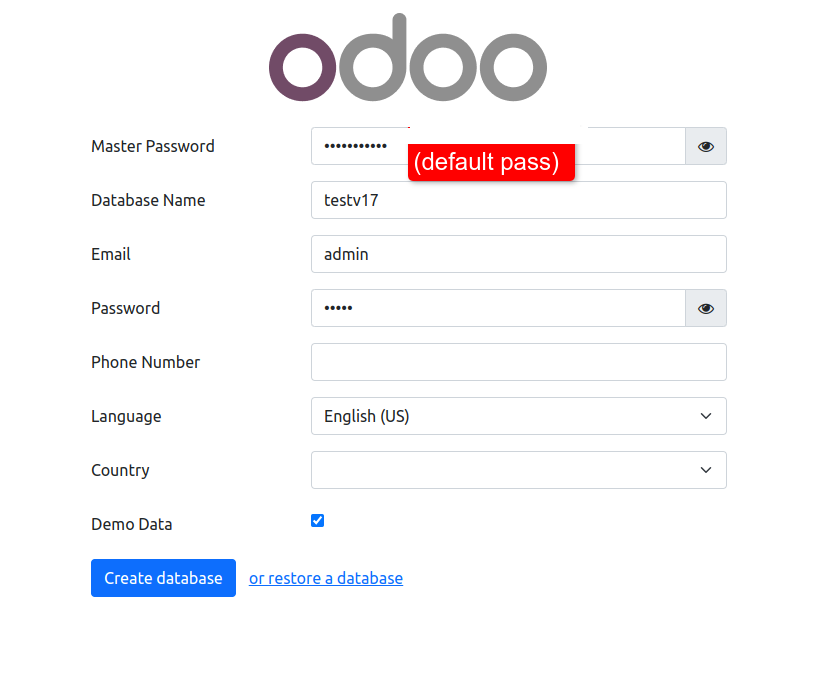 odoo
Master Password •••••••••••
(default pass)
Database Name testv17
Email admin
Password •••••
Phone Number
Language English (US)
Country
Demo Data
Create database or restore a database